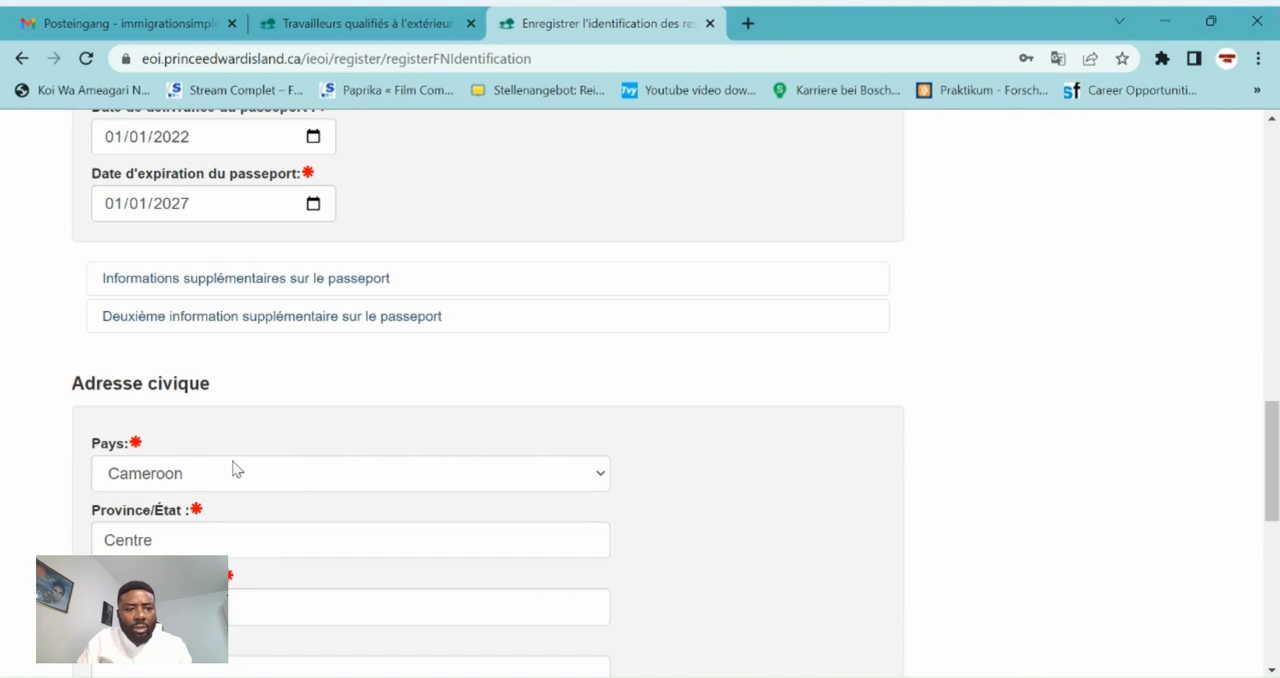 Posteingang - immigrationsimple
Travailleurs qualifiés à l'extérieur
Enregistrer l'identification des res
eoi.princeedwardisland.ca/ieoi/register/registerFNIdentification
Koi Wa Ameagari N...
Stream Complet – F...
Paprika « Film Com...
Stellenangebot: Rei...
Youtube video dow...
Karriere bei Bosch...
Praktikum - Forsch...
Career Opportuniti...
»
01/01/2022
Date d'expiration du passeport:*
01/01/2027
Informations supplémentaires sur le passeport
Deuxième information supplémentaire sur le passeport
Adresse civique
Pays:*
Cameroon
Province/État :*
Centre